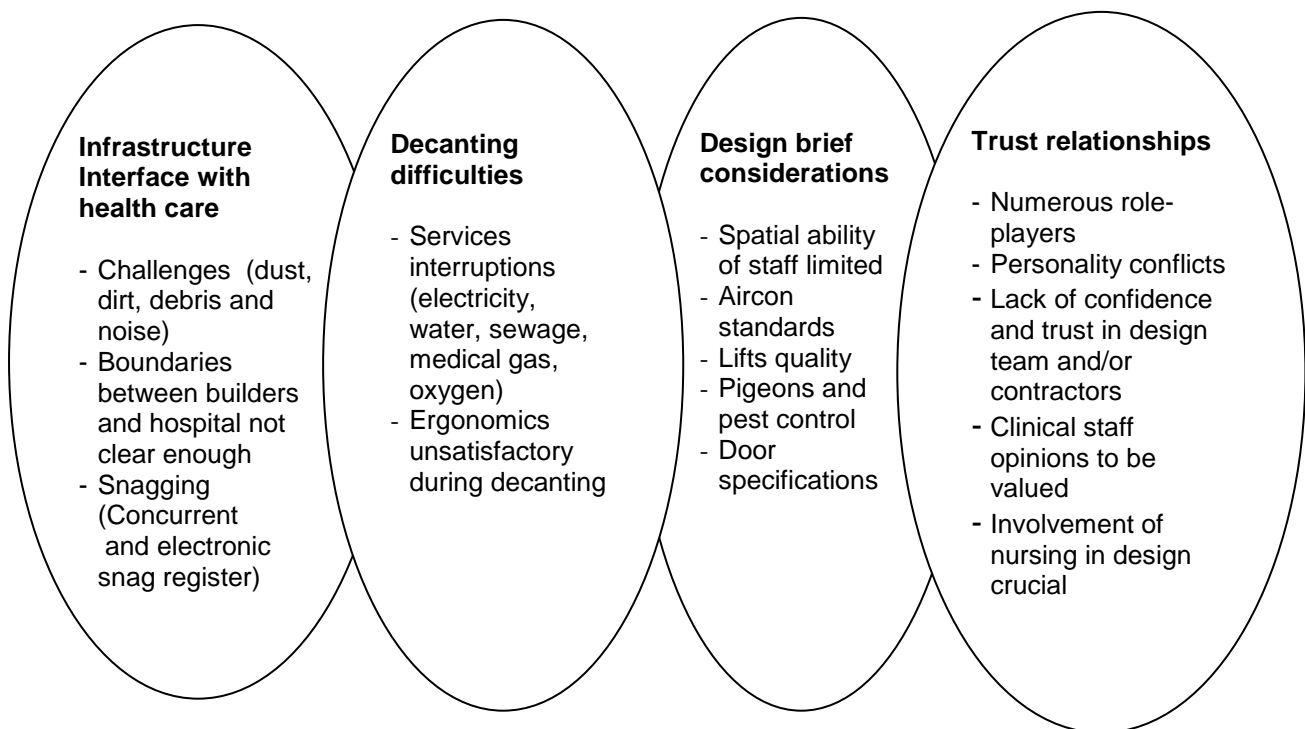 Infrastructure
Interface with
health care
- Challenges (dust,
dirt, debris and
noise)
- Boundaries
between builders
and hospital not
clear enough
- Snagging
(Concurrent
and electronic
snag register)
Decanting
difficulties
- Services
interruptions
(electricity,
water, sewage,
medical gas,
oxygen)
- Ergonomics
unsatisfactory
during decanting
Design brief
considerations
- Spatial ability
of staff limited
- Aircon
standards
- Lifts quality
- Pigeons and
pest control
- Door
specifications
Trust relationships
- Numerous role-
players
- Personality conflicts
- Lack of confidence
and trust in design
team and/or
contractors
- Clinical staff
opinions to be
valued
- Involvement of
nursing in design
crucial